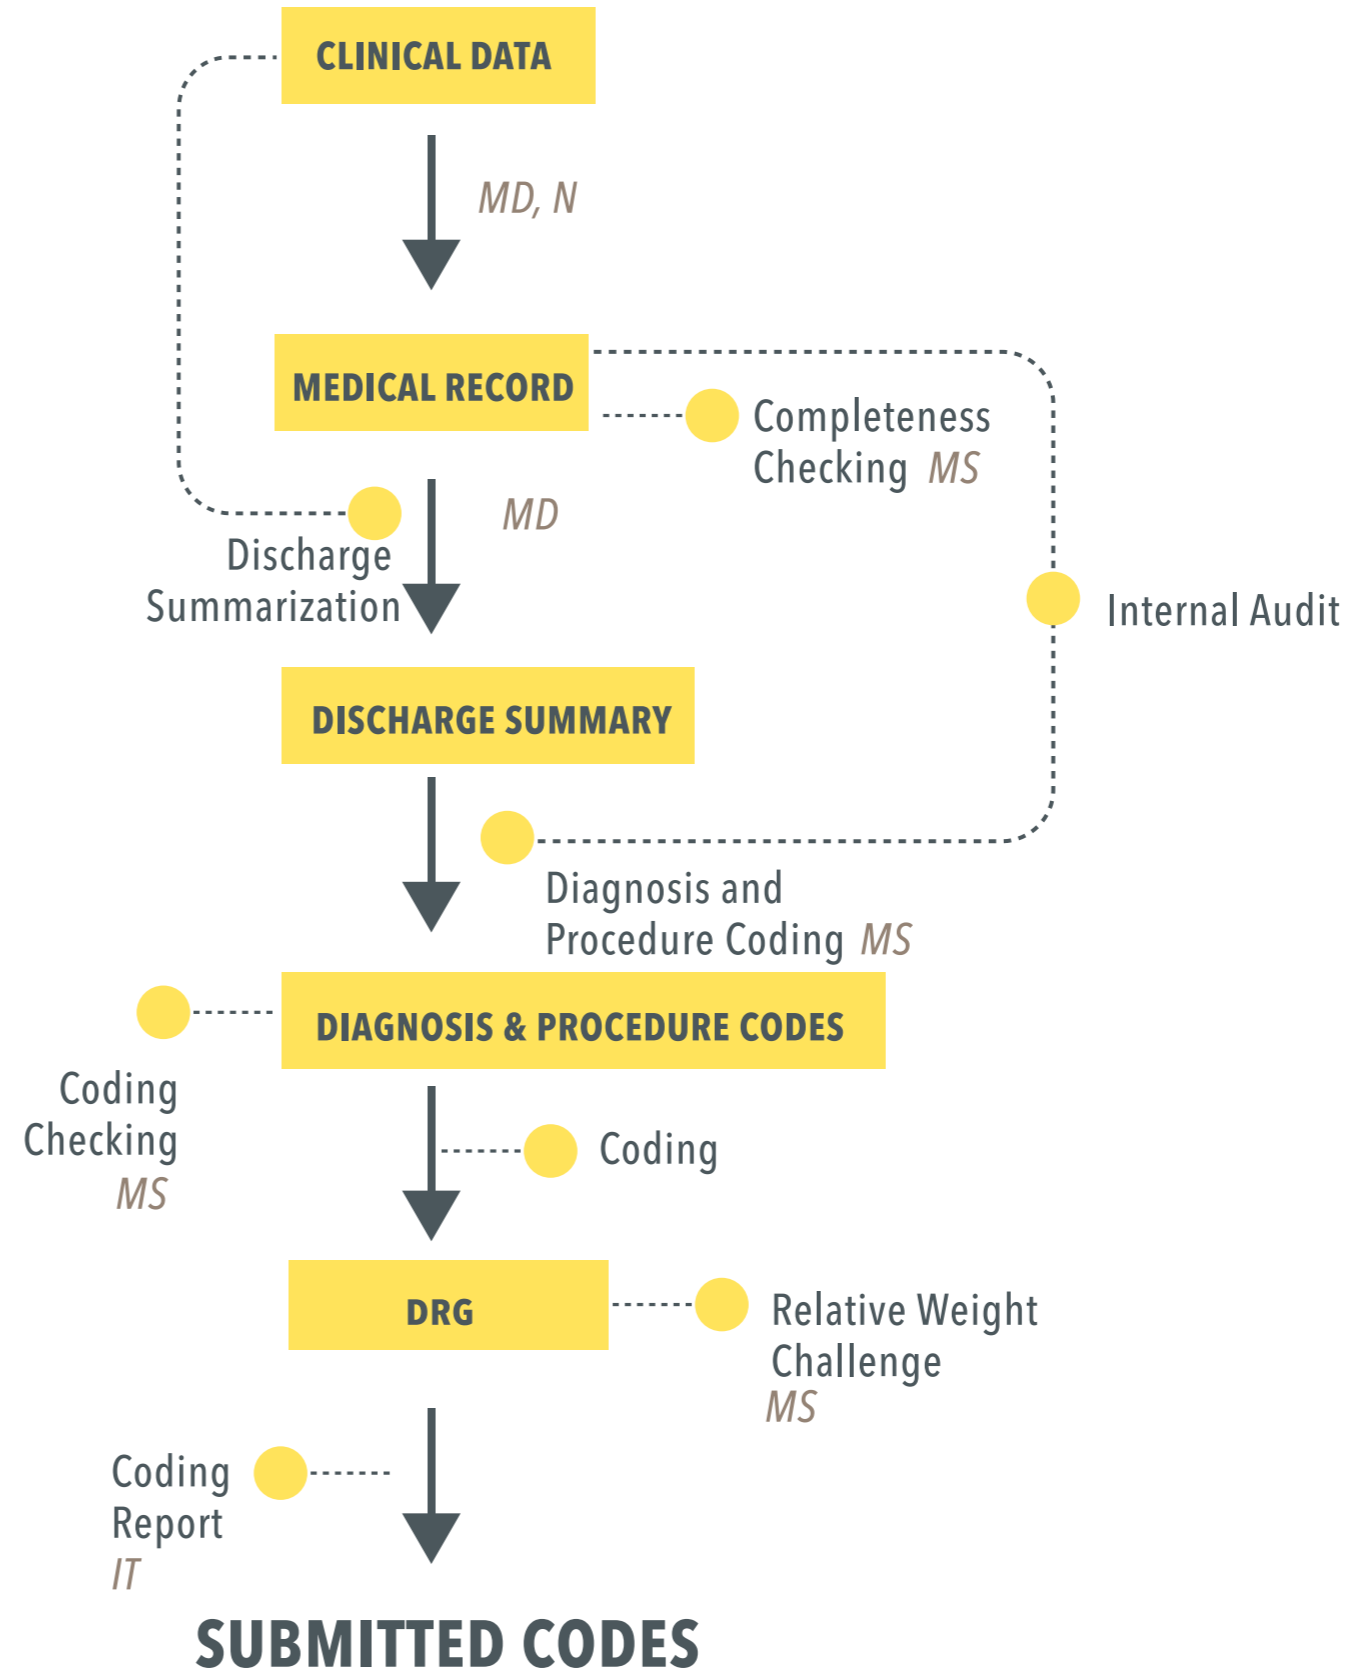 CLINICAL DATA
MD, N
MEDICAL RECORD
Completeness
Checking MS
MD
Discharge
Summarization
Internal Audit
DISCHARGE SUMMARY
Diagnosis and
Procedure Coding MS
DIAGNOSIS & PROCEDURE CODES
Coding
Checking
MS
Coding
DRG
Relative Weight
Challenge
MS
Coding
Report
IT
SUBMITTED CODES